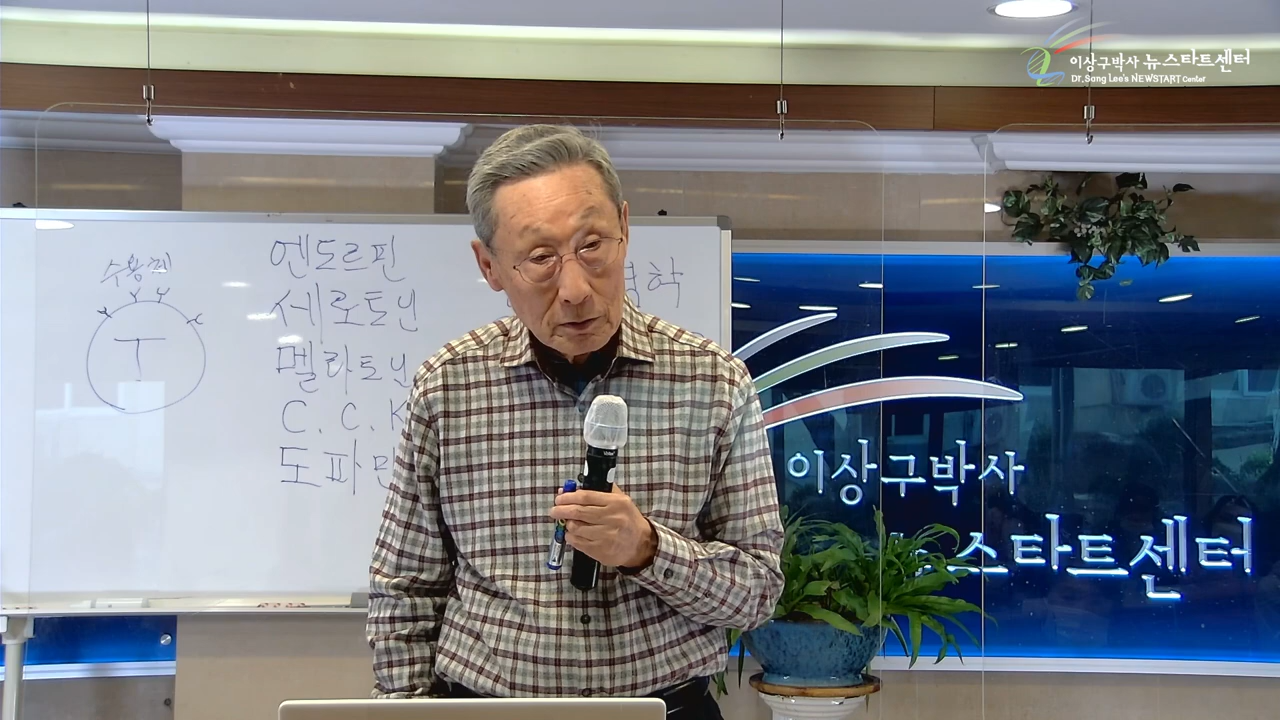 이상구박사 뉴스타트센터
Dr. Sang Lee's NEWSTART Center
수용체
T
엔도르핀
세로토닌
멜라토닌
C.C.K
도파민
학
이상구박사
뉴스타트센터